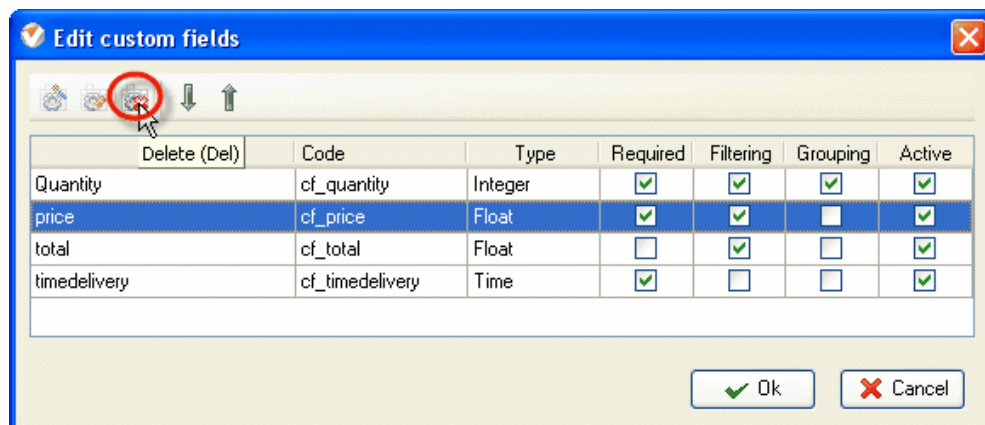 Edit custom fields
Delete (Del) Code Type Required Filtering Grouping Active
Quantity cf_quantity Integer
price cf_price Float
total cf_total Float
timedelivery cf_timedelivery Time
Ok Cancel